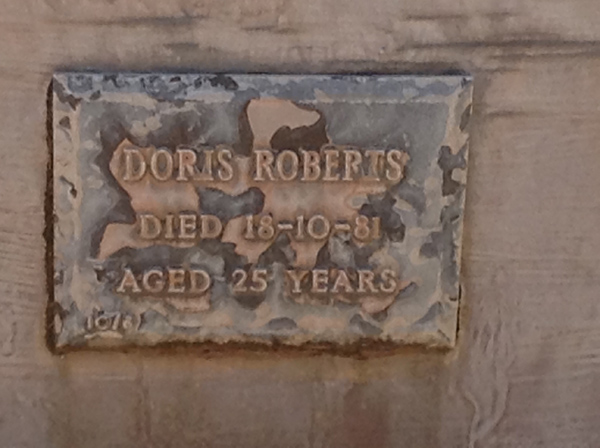 DORIS ROBERTS
DIED 18-10-81
AGED 25 YEARS